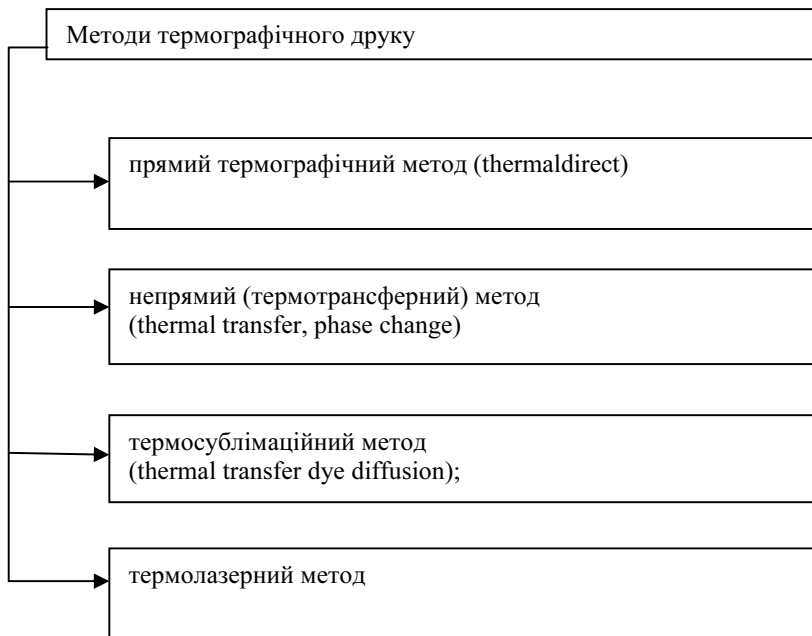 Методи термографічного друку
прямий термографічний метод (thermaldirect)
непрямий (термотрансферний) метод
(thermal transfer, phase change)
термосублімаційний метод
(thermal transfer dye diffusion);
термолазерний метод